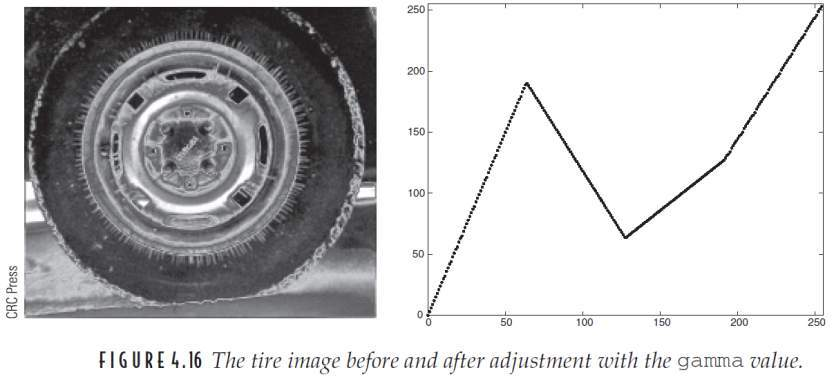 CRC Press
250
200
150
100
50
0
0 50 100 150 200 250
FIGURE 4.16 The tire image before and after adjustment with the gamma value.